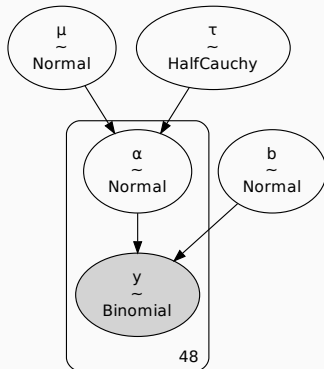 μ
~
Normal
τ
~
HalfCauchy
α
~
Normal
b
~
Normal
y
~
Binomial
48